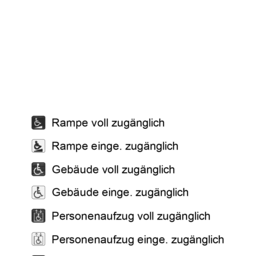 Rampe voll zugänglich
Rampe einge. zugänglich
Gebäude voll zugänglich
Gebäude einge. zugänglich
Personenaufzug voll zugänglich
Personenaufzug einge. zugänglich